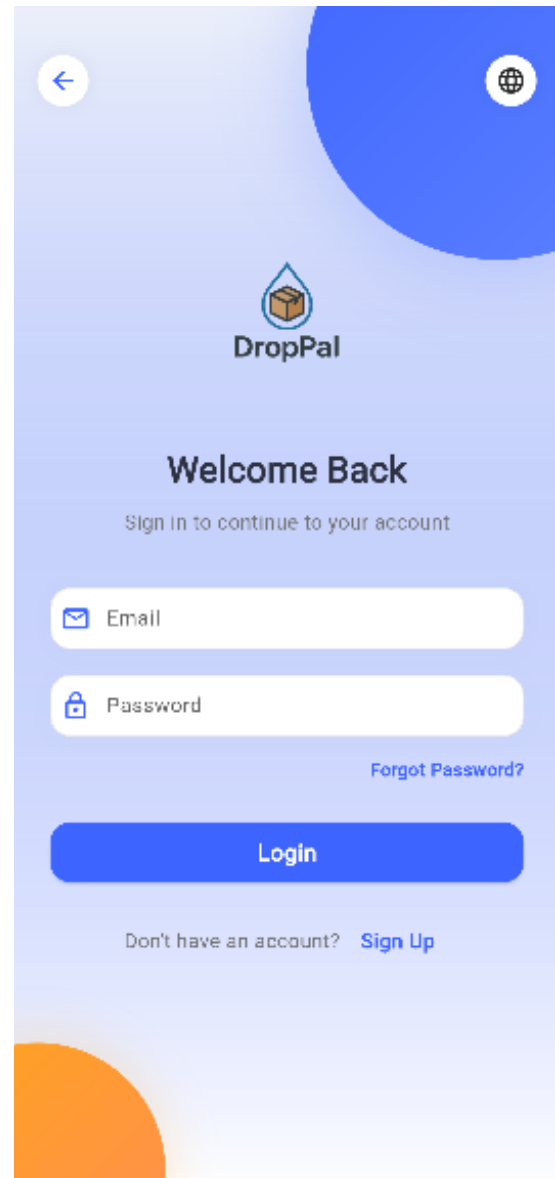 DropPal
Welcome Back
Sign in to continue to your account
Email
Password
Forgot Password?
Login
Don't have an account? Sign Up